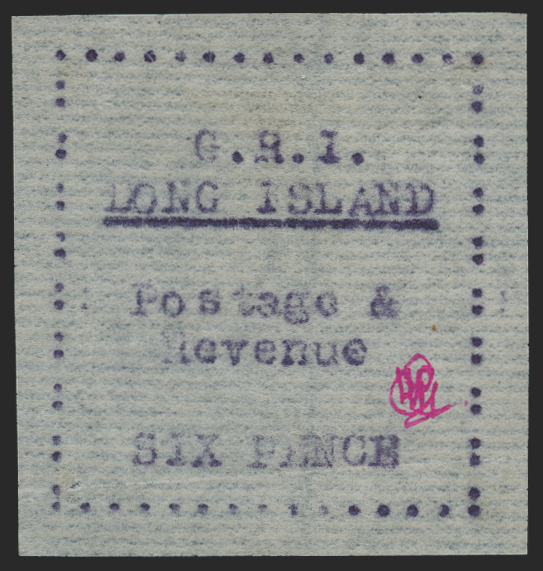 G.R.I.
LONG ISLAND
Postage &
Revenue
SIX PENCE